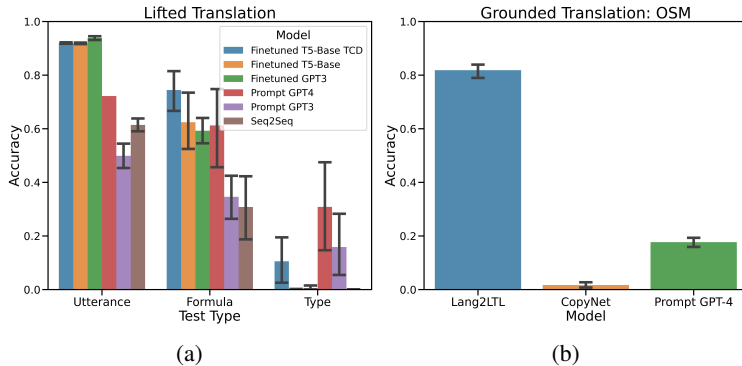 Lifted Translation
1.0
0.8
0.6
0.4
0.2
0.0
Accuracy
Model
Finetuned T5-Base TCD
Finetuned T5-Base
Finetuned GPT3
Prompt GPT4
Prompt GPT3
Seq2Seq
Utterance Formula Type
Test Type
(a)
Grounded Translation: OSM
1.0
0.8
0.6
0.4
0.2
0.0
Accuracy
Lang2LTL CopyNet Prompt GPT-4
Model
(b)